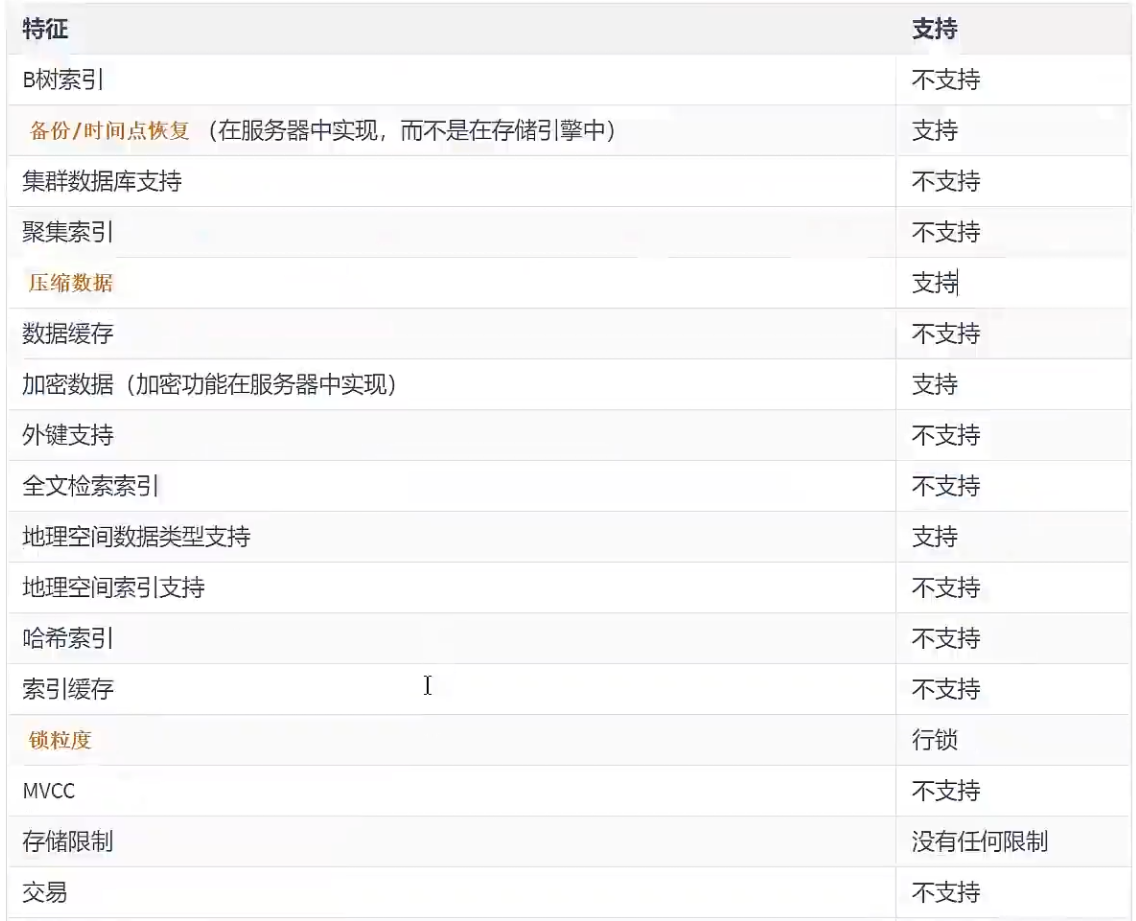 特征 支持
B树索引 不支持
备份/时间点恢复 （在服务器中实现，而不是在存储引擎中） 支持
集群数据库支持 不支持
聚集索引 不支持
压缩数据 支持
数据缓存 不支持
加密数据（加密功能在服务器中实现） 支持
外键支持 不支持
全文检索索引 不支持
地理空间数据类型支持 支持
地理空间索引支持 不支持
哈希索引 不支持
索引缓存 不支持
锁粒度 行锁
MVCC 不支持
存储限制 没有任何限制
交易 不支持